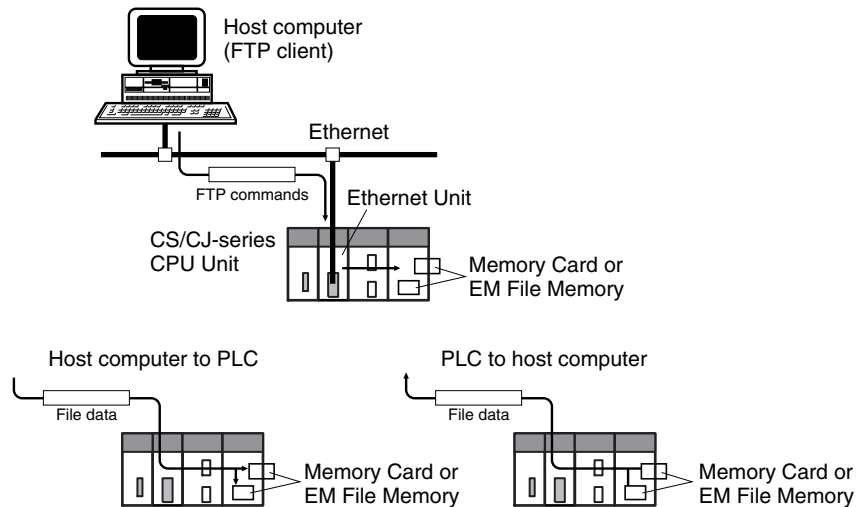 Host computer
(FTP client)
Ethernet
FTP commands
Ethernet Unit
CS/CJ-series
CPU Unit
Memory Card or
EM File Memory
Host computer to PLC
File data
Memory Card or
EM File Memory
PLC to host computer
File data
Memory Card or
EM File Memory